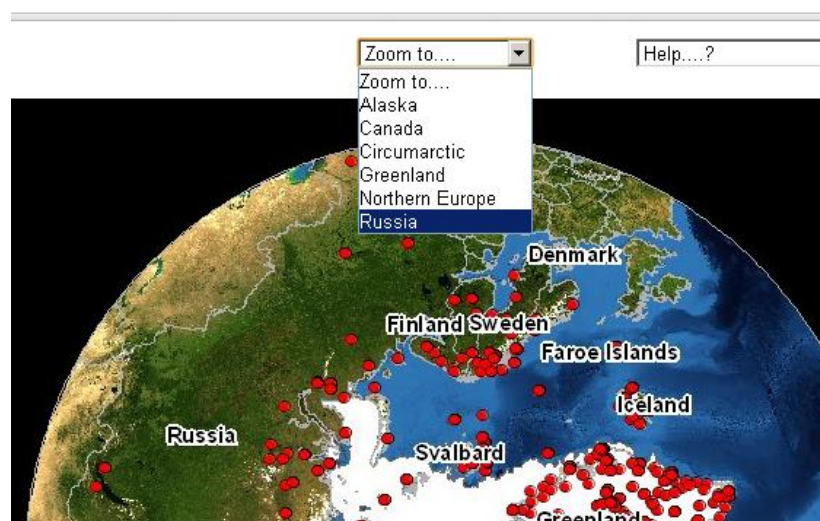 Zoom to....
Help....?
Zoom to....
Alaska
Canada
Circumarctic
Greenland
Northern Europe
Russia
Denmark
Finland
Sweden
Faroe Islands
Iceland
Russia
Svalbard
Greenland